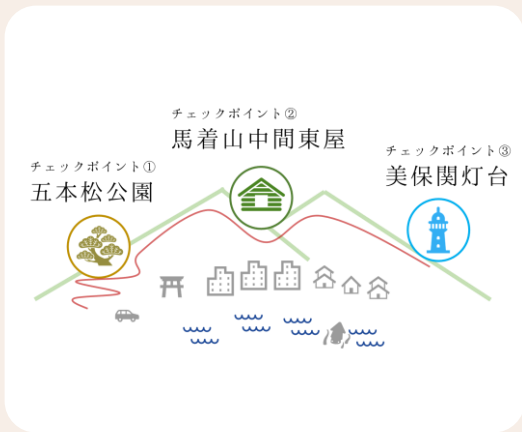 チェックポイント①
五本松公園
チェックポイント②
馬着山中間東屋
チェックポイント③
美保関灯台